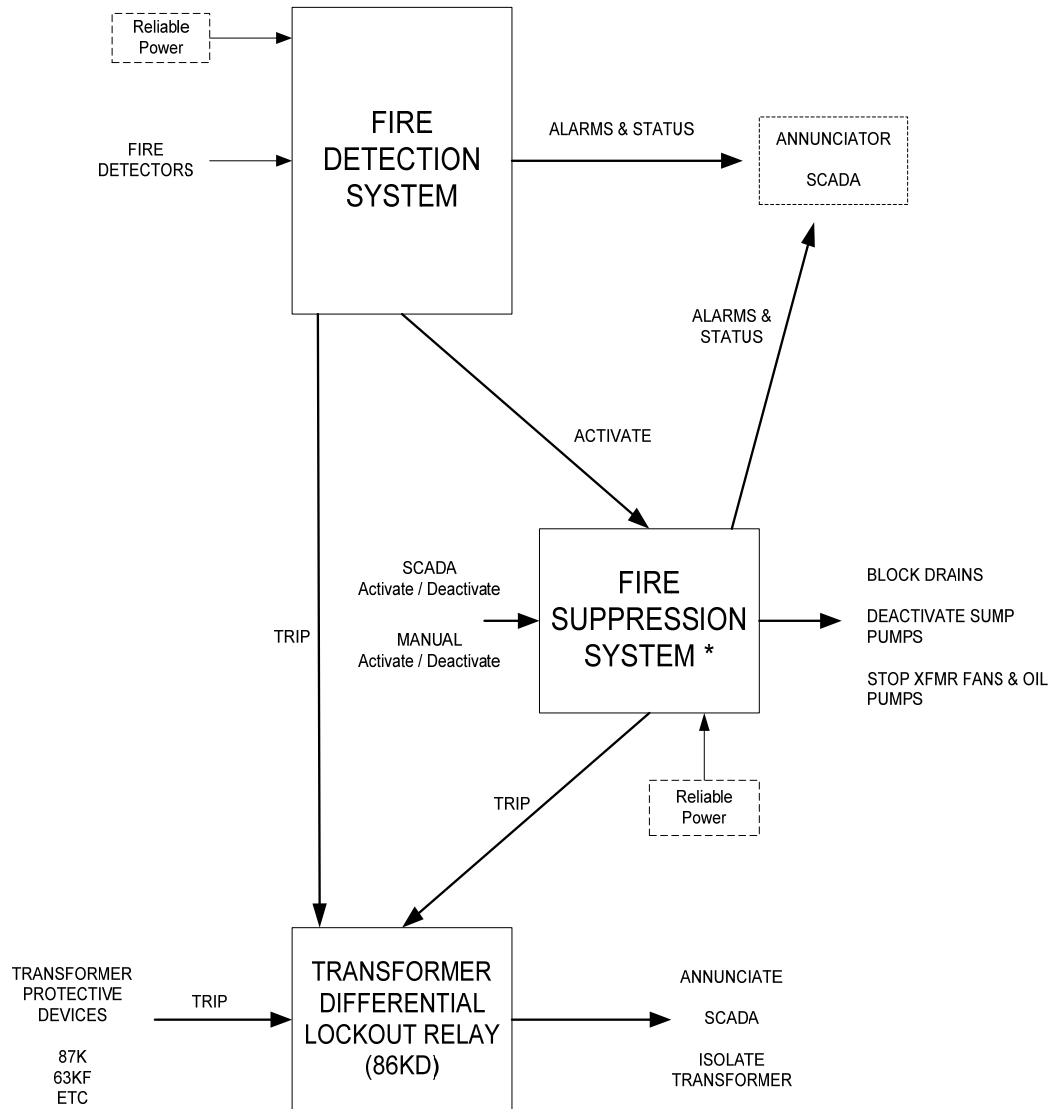 Reliable
Power
FIRE
DETECTORS
FIRE
DETECTION
SYSTEM
ALARMS & STATUS
ANNUNCIATOR
SCADA
ALARMS &
STATUS
ACTIVATE
TRIP
SCADA
Activate / Deactivate
MANUAL
Activate / Deactivate
FIRE
SUPPRESSION
SYSTEM *
BLOCK DRAINS
DEACTIVATE SUMP
PUMPS
STOP XFMR FANS & OIL
PUMPS
Reliable
Power
TRIP
TRANSFORMER
PROTECTIVE
DEVICES
87K
63KF
ETC
TRIP
TRANSFORMER
DIFFERENTIAL
LOCKOUT RELAY
(86KD)
ANNUNCIATE
SCADA
ISOLATE
TRANSFORMER